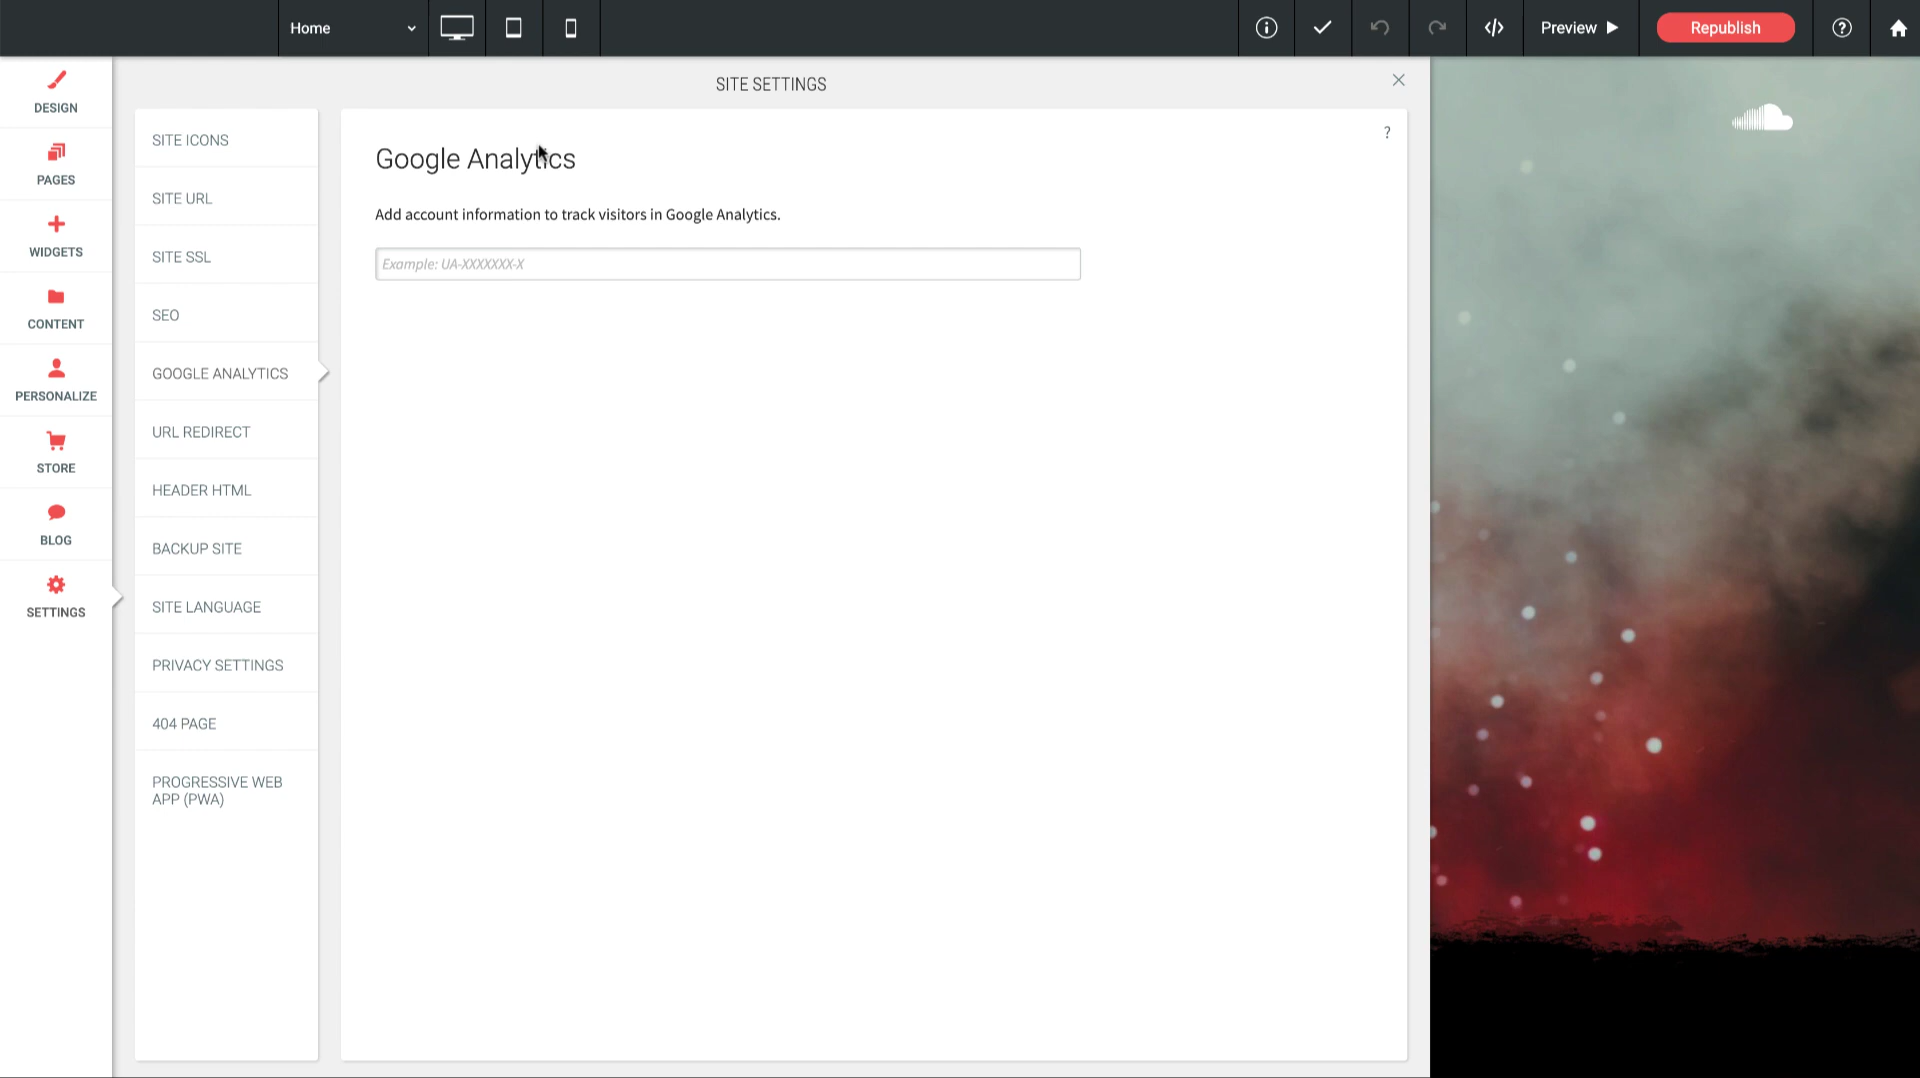 Home
Preview
Republish
?
DESIGN
PAGES
WIDGETS
CONTENT
PERSONALIZE
STORE
BLOG
SETTINGS
SITE SETTINGS
SITE ICONS
SITE URL
SITE SSL
SEO
GOOGLE ANALYTICS
URL REDIRECT
HEADER HTML
BACKUP SITE
SITE LANGUAGE
PRIVACY SETTINGS
404 PAGE
PROGRESSIVE WEB
APP (PWA)
?
Google Analytics
Add account information to track visitors in Google Analytics.
Example: UA-XXXXXXX-X